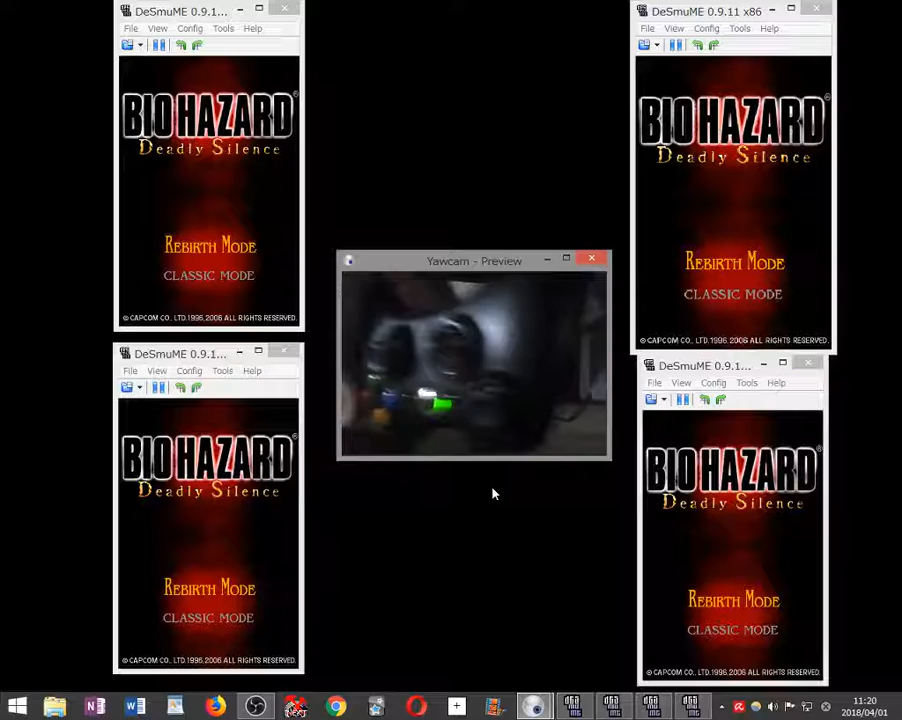 DeSmuME 0.9.1...
File View Config Tools Help
BIOHAZARD®
Deadly Silence
REBIRTH MODE
CLASSIC MODE
© CAPCOM CO., LTD.1996,2006 ALL RIGHTS RESERVED.
DeSmuME 0.9.11 x86
File View Config Tools Help
BIOHAZARD®
Deadly Silence
REBIRTH MODE
CLASSIC MODE
© CAPCOM CO., LTD.1996,2006 ALL RIGHTS RESERVED.
Yawcam - Preview
DeSmuME 0.9.1...
File View Config Tools Help
BIOHAZARD®
Deadly Silence
REBIRTH MODE
CLASSIC MODE
© CAPCOM CO., LTD.1996,2006 ALL RIGHTS RESERVED.
DeSmuME 0.9.1...
File View Config Tools Help
BIOHAZARD®
Deadly Silence
REBIRTH MODE
CLASSIC MODE
© CAPCOM CO., LTD.1996,2006 ALL RIGHTS RESERVED.
11:20
2018/04/01